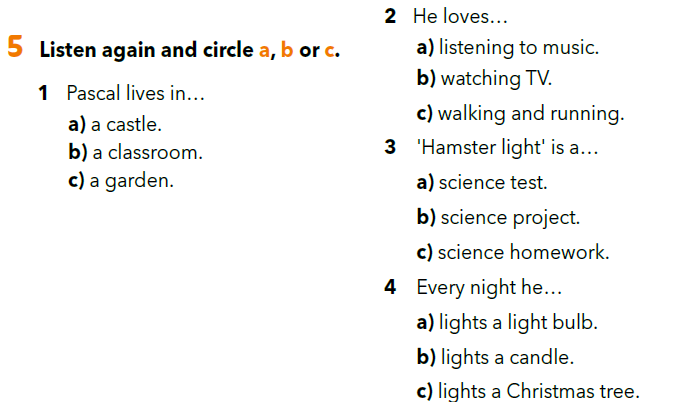 5 Listen again and circle a, b or c.
1 Pascal lives in…
a) a castle.
b) a classroom.
c) a garden.
2 He loves…
a) listening to music.
b) watching TV.
c) walking and running.
3 'Hamster light' is a…
a) science test.
b) science project.
c) science homework.
4 Every night he…
a) lights a light bulb.
b) lights a candle.
c) lights a Christmas tree.